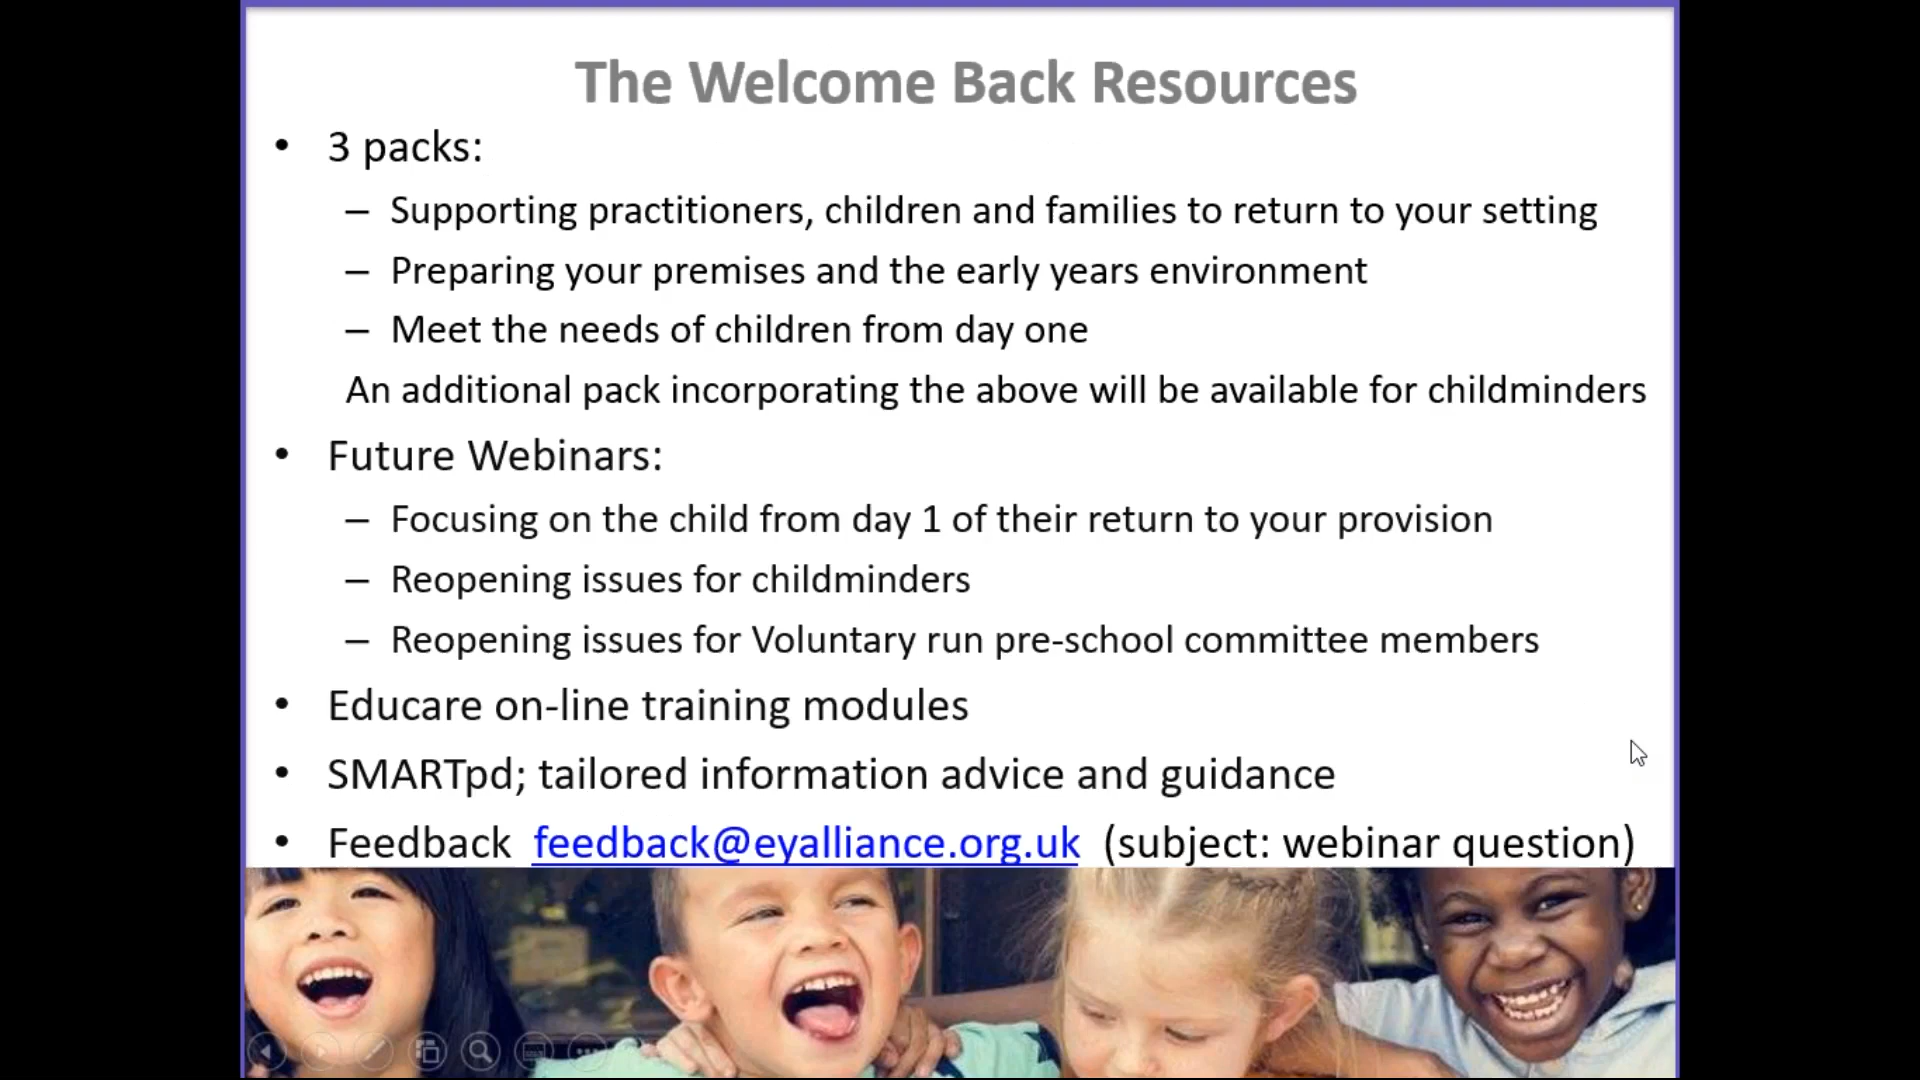 The Welcome Back Resources
• 3 packs:
– Supporting practitioners, children and families to return to your setting
– Preparing your premises and the early years environment
– Meet the needs of children from day one
An additional pack incorporating the above will be available for childminders
• Future Webinars:
– Focusing on the child from day 1 of their return to your provision
– Reopening issues for childminders
– Reopening issues for Voluntary run pre-school committee members
• Educare on-line training modules
• SMARTpd; tailored information advice and guidance
• Feedback feedback@eyalliance.org.uk (subject: webinar question)